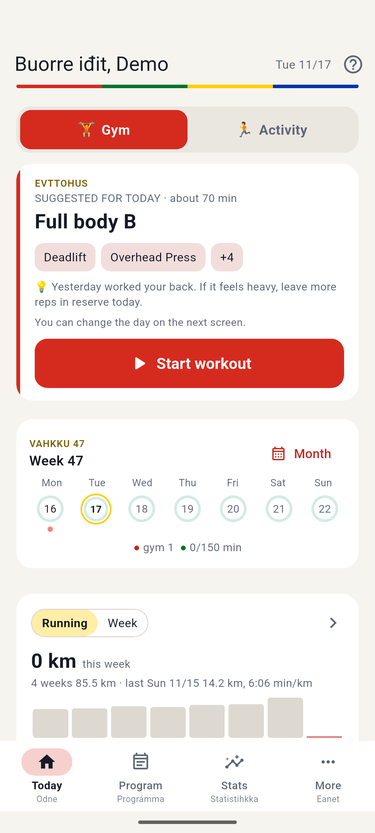 Buorre iđit, Demo
Tue 11/17
Gym
Activity
EVTTOHUS
SUGGESTED FOR TODAY · about 70 min
Full body B
Deadlift
Overhead Press
+4
💡 Yesterday worked your back. If it feels heavy, leave more
reps in reserve today.
You can change the day on the next screen.
Start workout
VAHKKU 47
Week 47
Month
Mon Tue Wed Thu Fri Sat Sun
16 17 18 19 20 21 22
gym 1 0/150 min
Running
Week
0 km this week
4 weeks 85.5 km · last Sun 11/15 14.2 km, 6:06 min/km
Today Program Stats More
Odne Prográmma Statistihkka Eanet